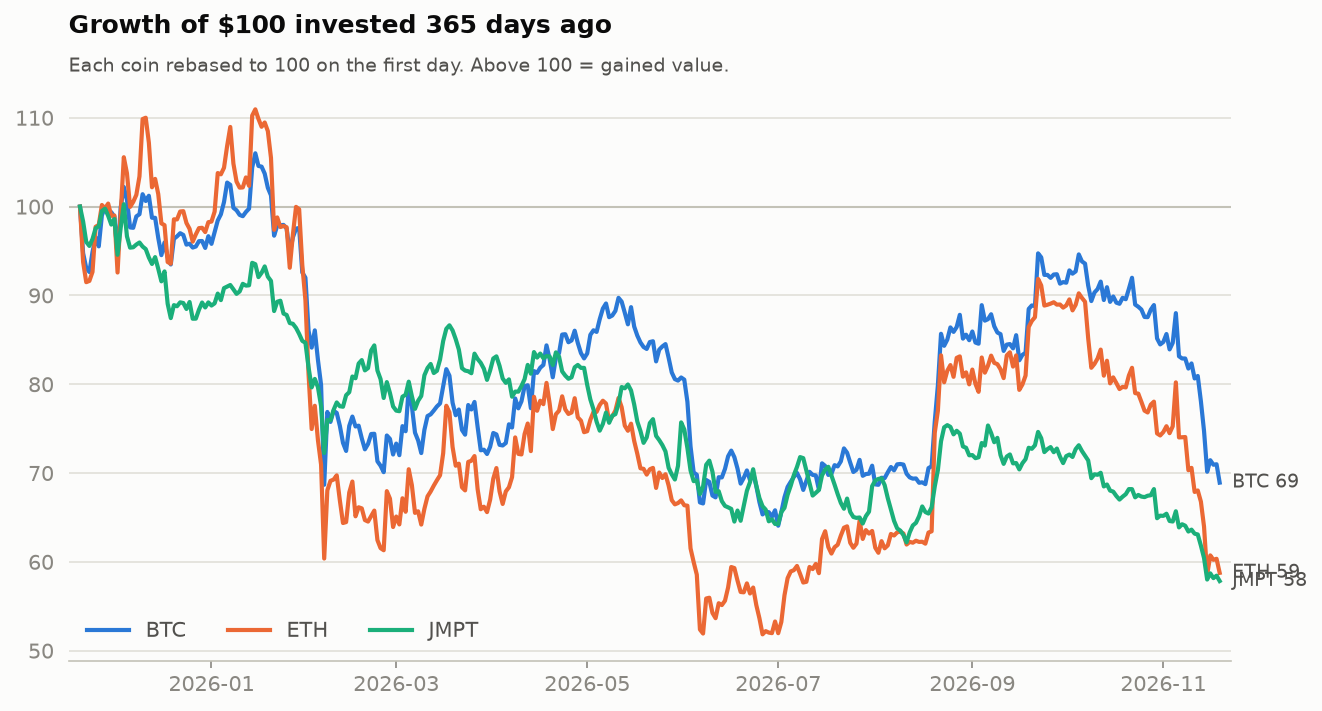 Growth of $100 invested 365 days ago
Each coin rebased to 100 on the first day. Above 100 = gained value.
110
100
90
80
70
60
50
BTC 69
ETH 59
JMPT 58
BTC ETH JMPT
2026-01 2026-03 2026-05 2026-07 2026-09 2026-11